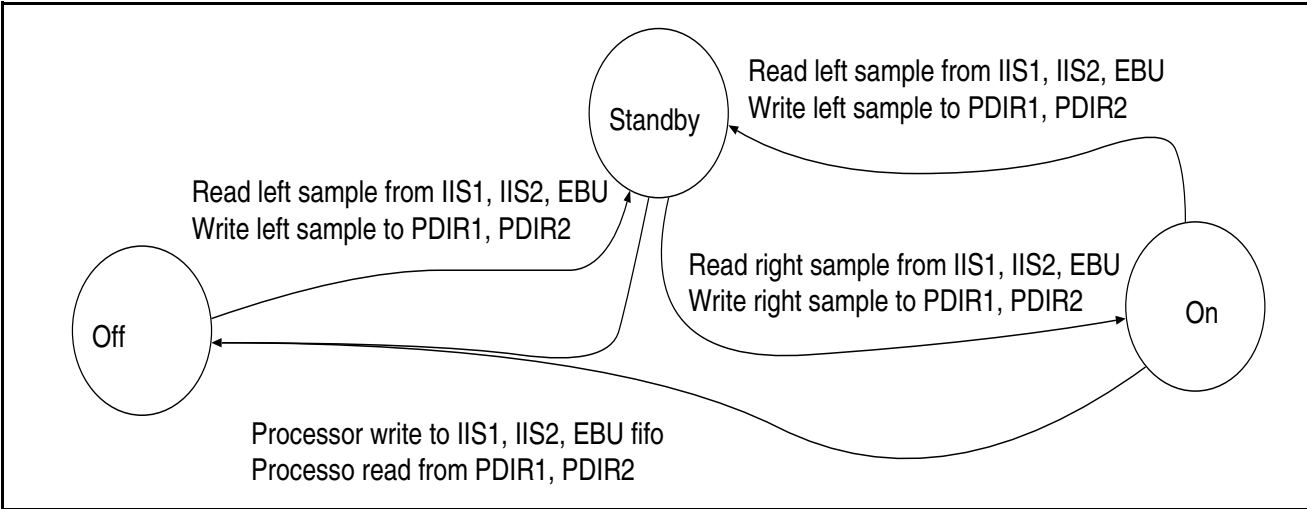 Standby
Read left sample from IIS1, IIS2, EBU
Write left sample to PDIR1, PDIR2
Read left sample from IIS1, IIS2, EBU
Write left sample to PDIR1, PDIR2
Read right sample from IIS1, IIS2, EBU
Write right sample to PDIR1, PDIR2
Off
On
Processor write to IIS1, IIS2, EBU fifo
Processo read from PDIR1, PDIR2